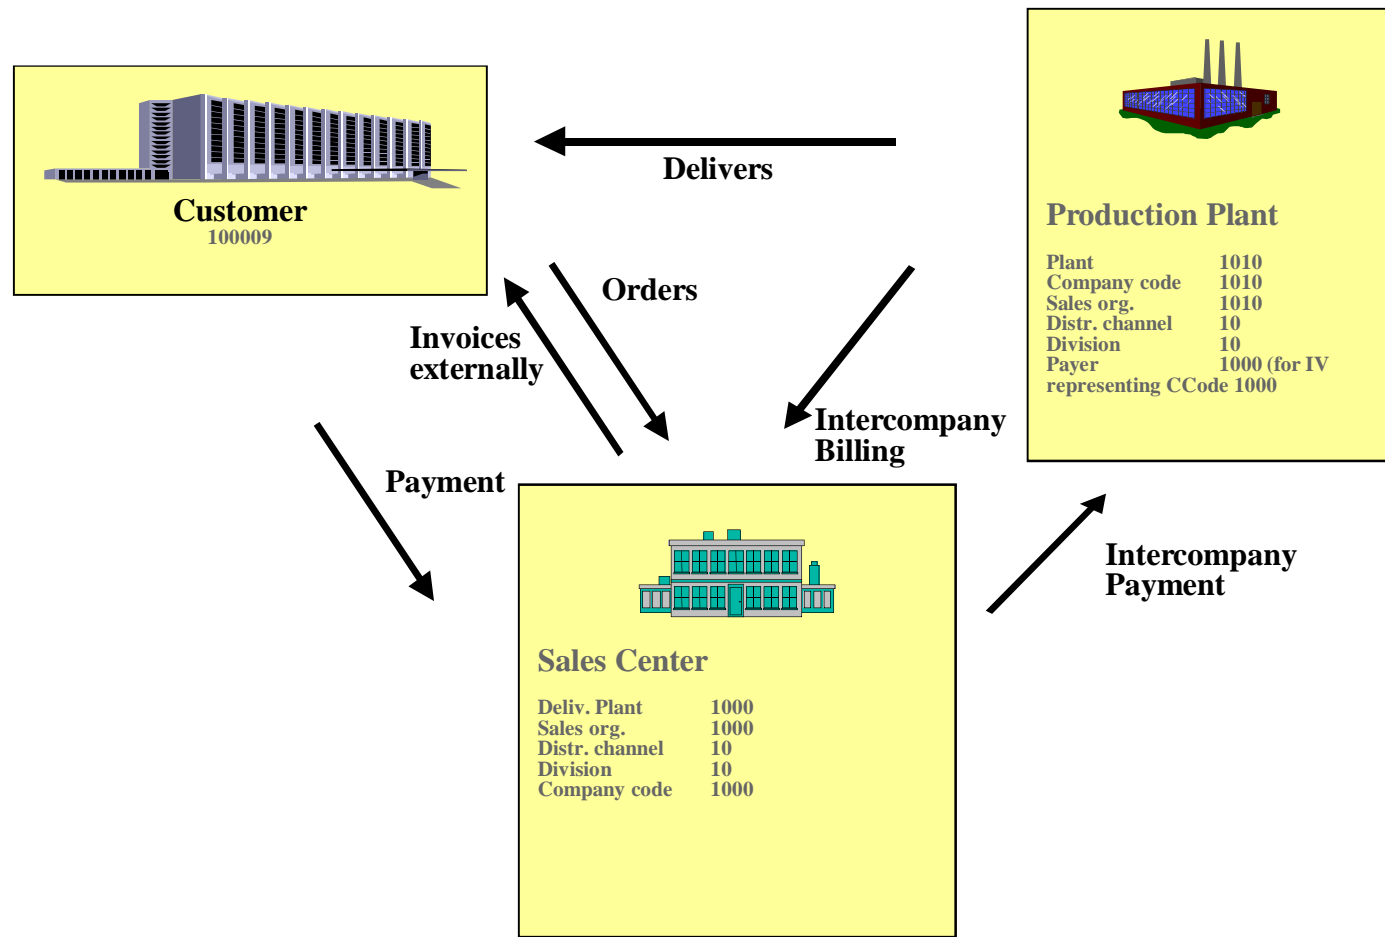 Customer
100009
Delivers
Production Plant
Plant 1010
Company code 1010
Sales org. 1010
Distr. channel 10
Division 10
Payer 1000 (for IV
representing CCode 1000
Orders
Invoices
externally
Intercompany
Billing
Payment
Intercompany
Payment
Sales Center
Deliv. Plant 1000
Sales org. 1000
Distr. channel 10
Division 10
Company code 1000